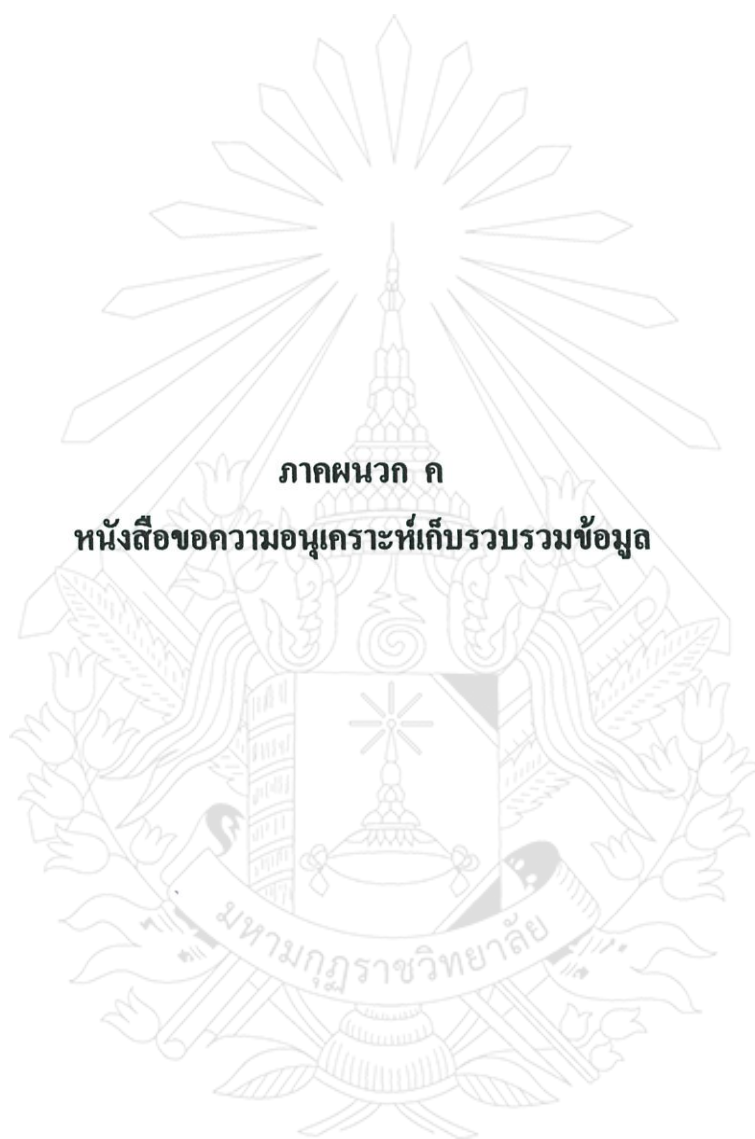 ภาคผนวก ค
หนังสือขอความอนุเคราะห์เก็บรวบรวมข้อมูล
มหามกุฏราชวิทยาลัย